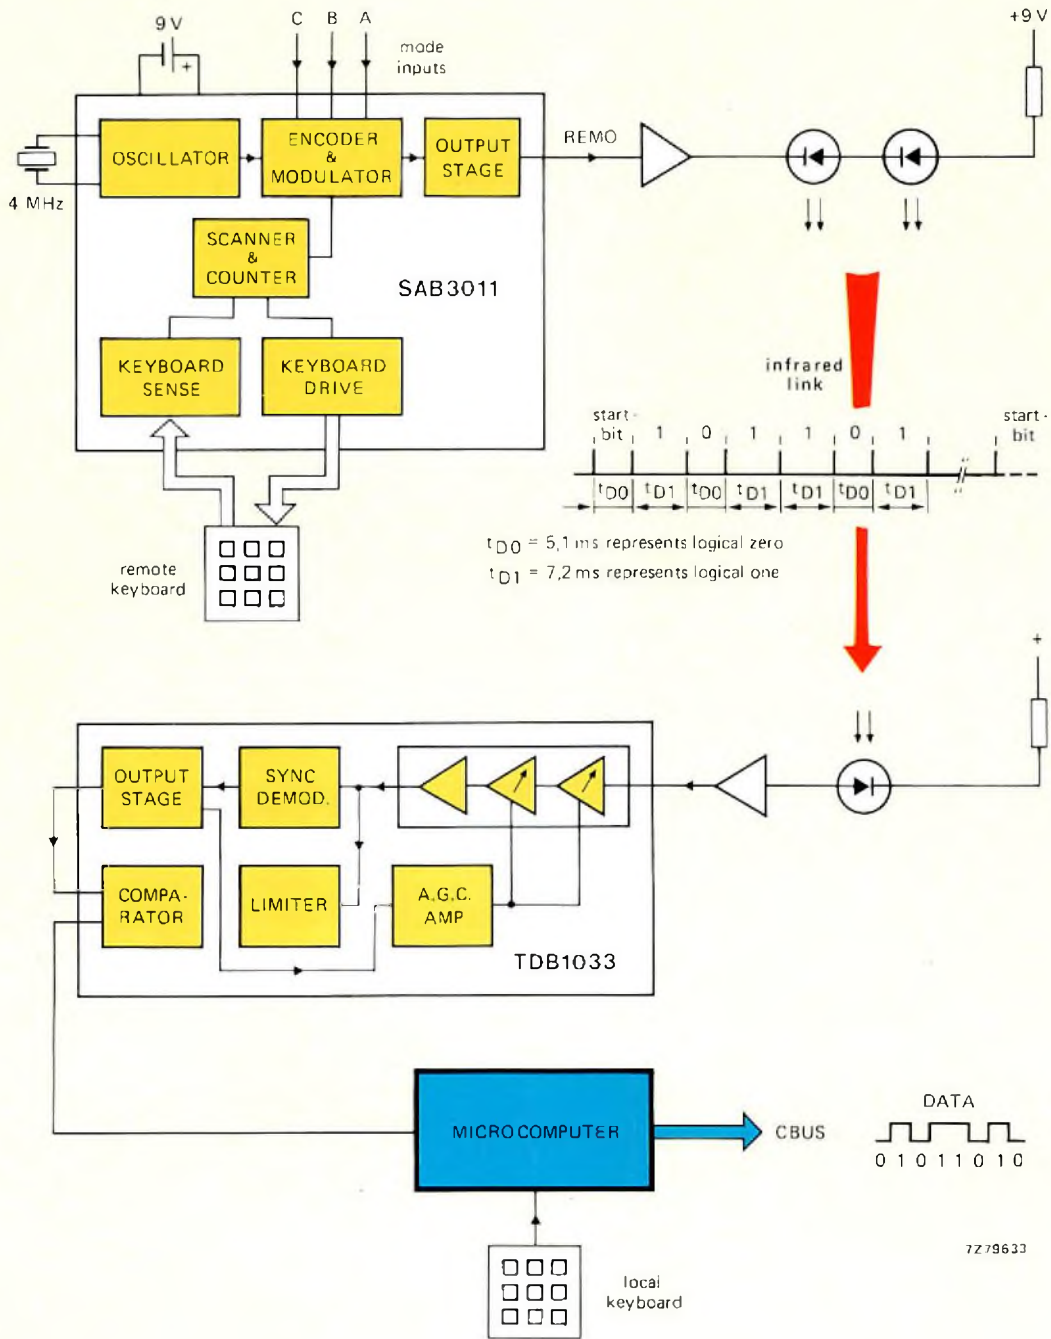 C B A
9 V
mode
inputs
+9 V
+
OSCILLATOR
ENCODER
&
MODULATOR
OUTPUT
STAGE
REMO
4 MHz
SCANNER
&
COUNTER
SAB3011
KEYBOARD
SENSE
KEYBOARD
DRIVE
infrared
link
start-
bit
1 0 1 1 0 1
start-
bit
tD0 tD1 tD0 tD1 tD1 tD0 tD1
tD0 = 5,1 ms represents logical zero
tD1 = 7,2 ms represents logical one
remote
keyboard
+
OUTPUT
STAGE
SYNC
DEMOD.
COMPA-
RATOR
LIMITER
A.G.C.
AMP
TDB1033
MICROCOMPUTER
CBUS
DATA
0 1 0 1 1 0 1 0
7Z79633
local
keyboard